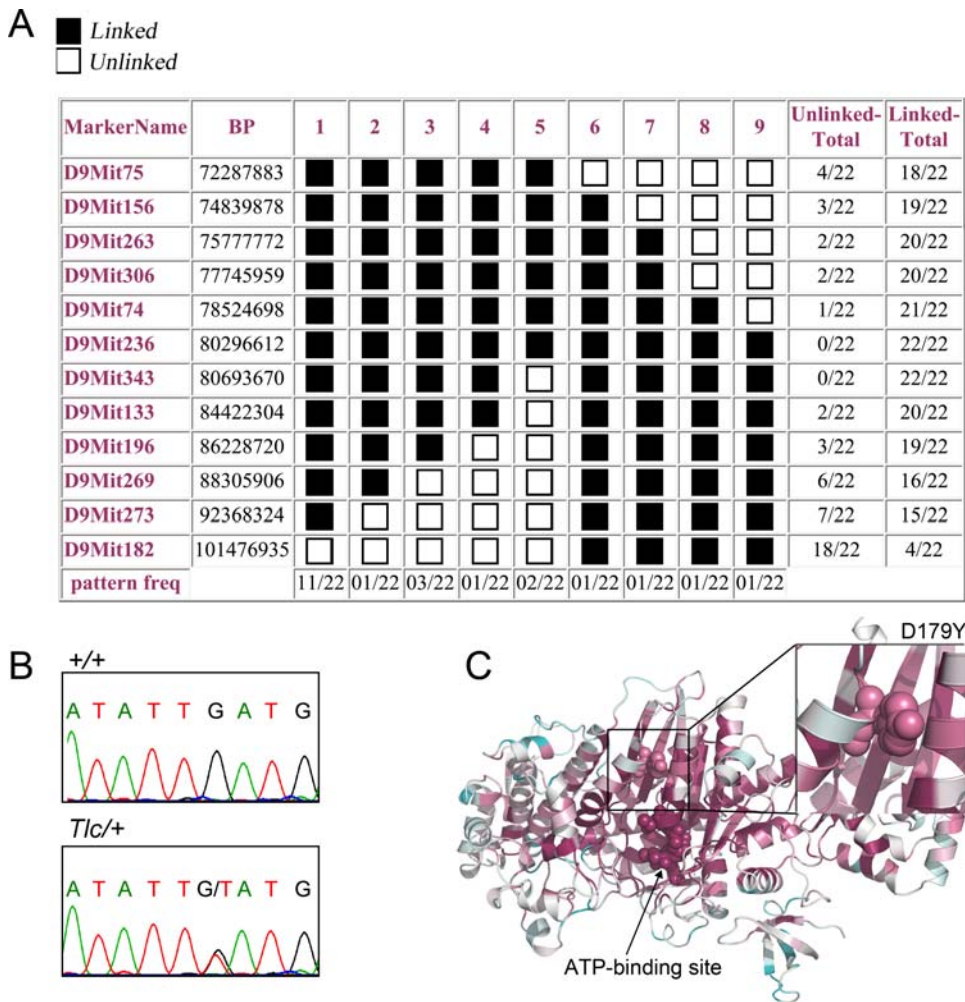 A
Linked
Unlinked
MarkerName BP 1 2 3 4 5 6 7 8 9 Unlinked-Total Linked-Total
D9Mit75 72287883 4/22 18/22
D9Mit156 74839878 3/22 19/22
D9Mit263 75777772 2/22 20/22
D9Mit306 77745959 2/22 20/22
D9Mit74 78524698 1/22 21/22
D9Mit236 80296612 0/22 22/22
D9Mit343 80693670 0/22 22/22
D9Mit133 84422304 2/22 20/22
D9Mit196 86228720 3/22 19/22
D9Mit269 88305906 6/22 16/22
D9Mit273 92368324 7/22 15/22
D9Mit182 101476935 18/22 4/22
pattern freq 11/22 01/22 03/22 01/22 02/22 01/22 01/22 01/22 01/22
B
+/+
A T A T T G A T G
Tlc/+
A T A T T G/T A T G
C
D179Y
ATP-binding site